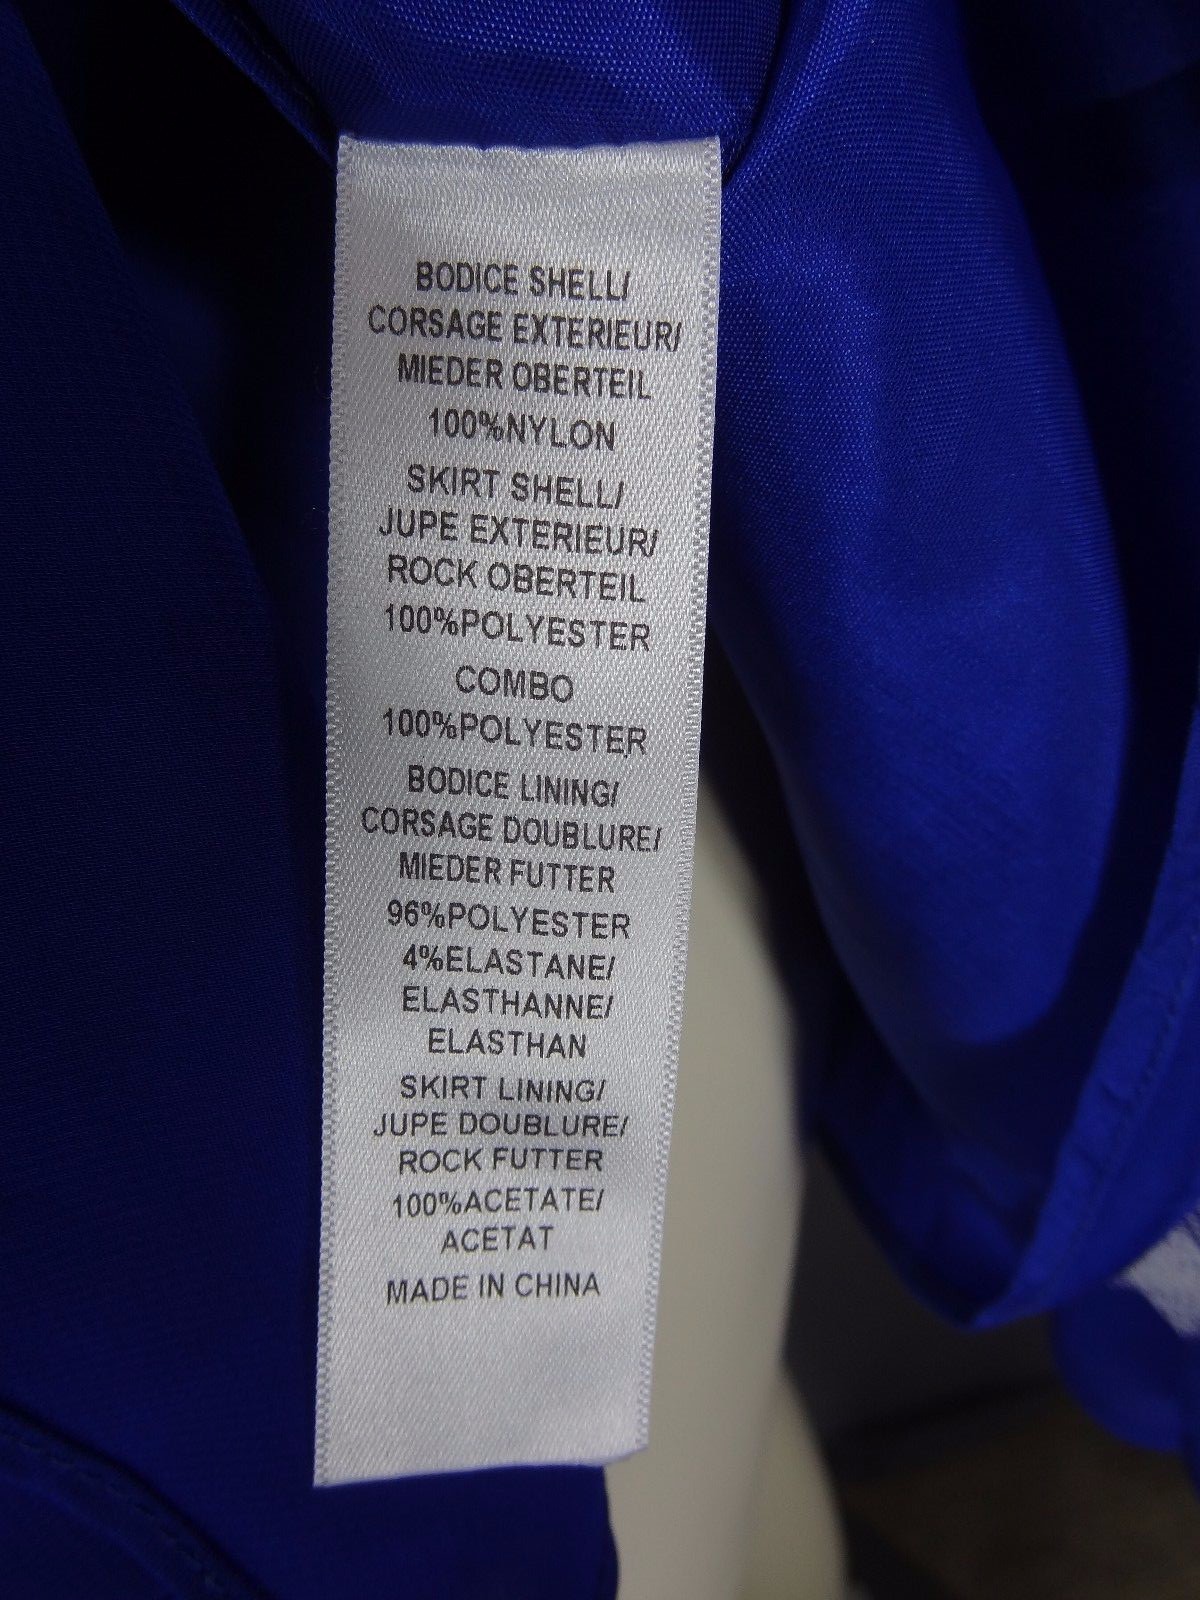 BODICE SHELL/
CORSAGE EXTERIEUR/
MIEDER OBERTEIL
100%NYLON
SKIRT SHELL/
JUPE EXTERIEUR/
ROCK OBERTEIL
100%POLYESTER
COMBO
100%POLYESTER
BODICE LINING/
CORSAGE DOUBLURE/
MIEDER FUTTER
96%POLYESTER
4%ELASTANE/
ELASTHANNE/
ELASTHAN
SKIRT LINING/
JUPE DOUBLURE/
ROCK FUTTER
100%ACETATE/
ACETAT
MADE IN CHINA